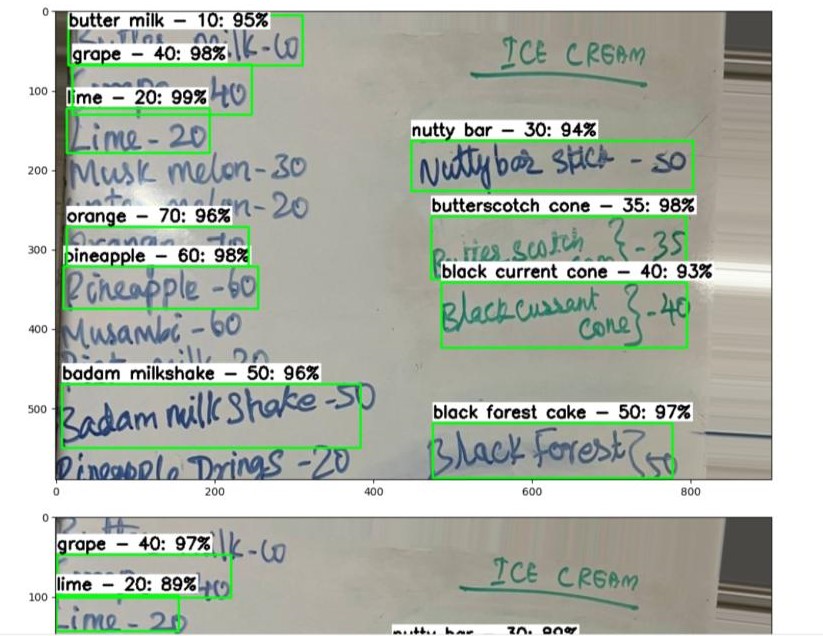 0
butter milk – 10: 95%
milk-60
grape – 40: 98%
ICE CREAM
100
lime – 20: 99%
40
Lime - 20
nutty bar – 30: 94%
200
Musk melon-30
Nutty bar Stick - 50
melon-20
orange – 70: 96%
butterscotch cone – 35: 98%
300
pineapple – 60: 98%
Butter scotch } - 35
black current cone – 40: 93%
Pineapple - 60
Black currant cone } - 40
400
Musambi - 60
badam milkshake – 50: 96%
500
Badam milk Shake - 50
black forest cake – 50: 97%
Black Forest } 50
Pineapple Drings - 20
0 200 400 600 800
0
grape – 40: 97%
lk-60
ICE CREAM
lime – 20: 89%
40
100
Lime - 20
nutty bar – 30: 89%